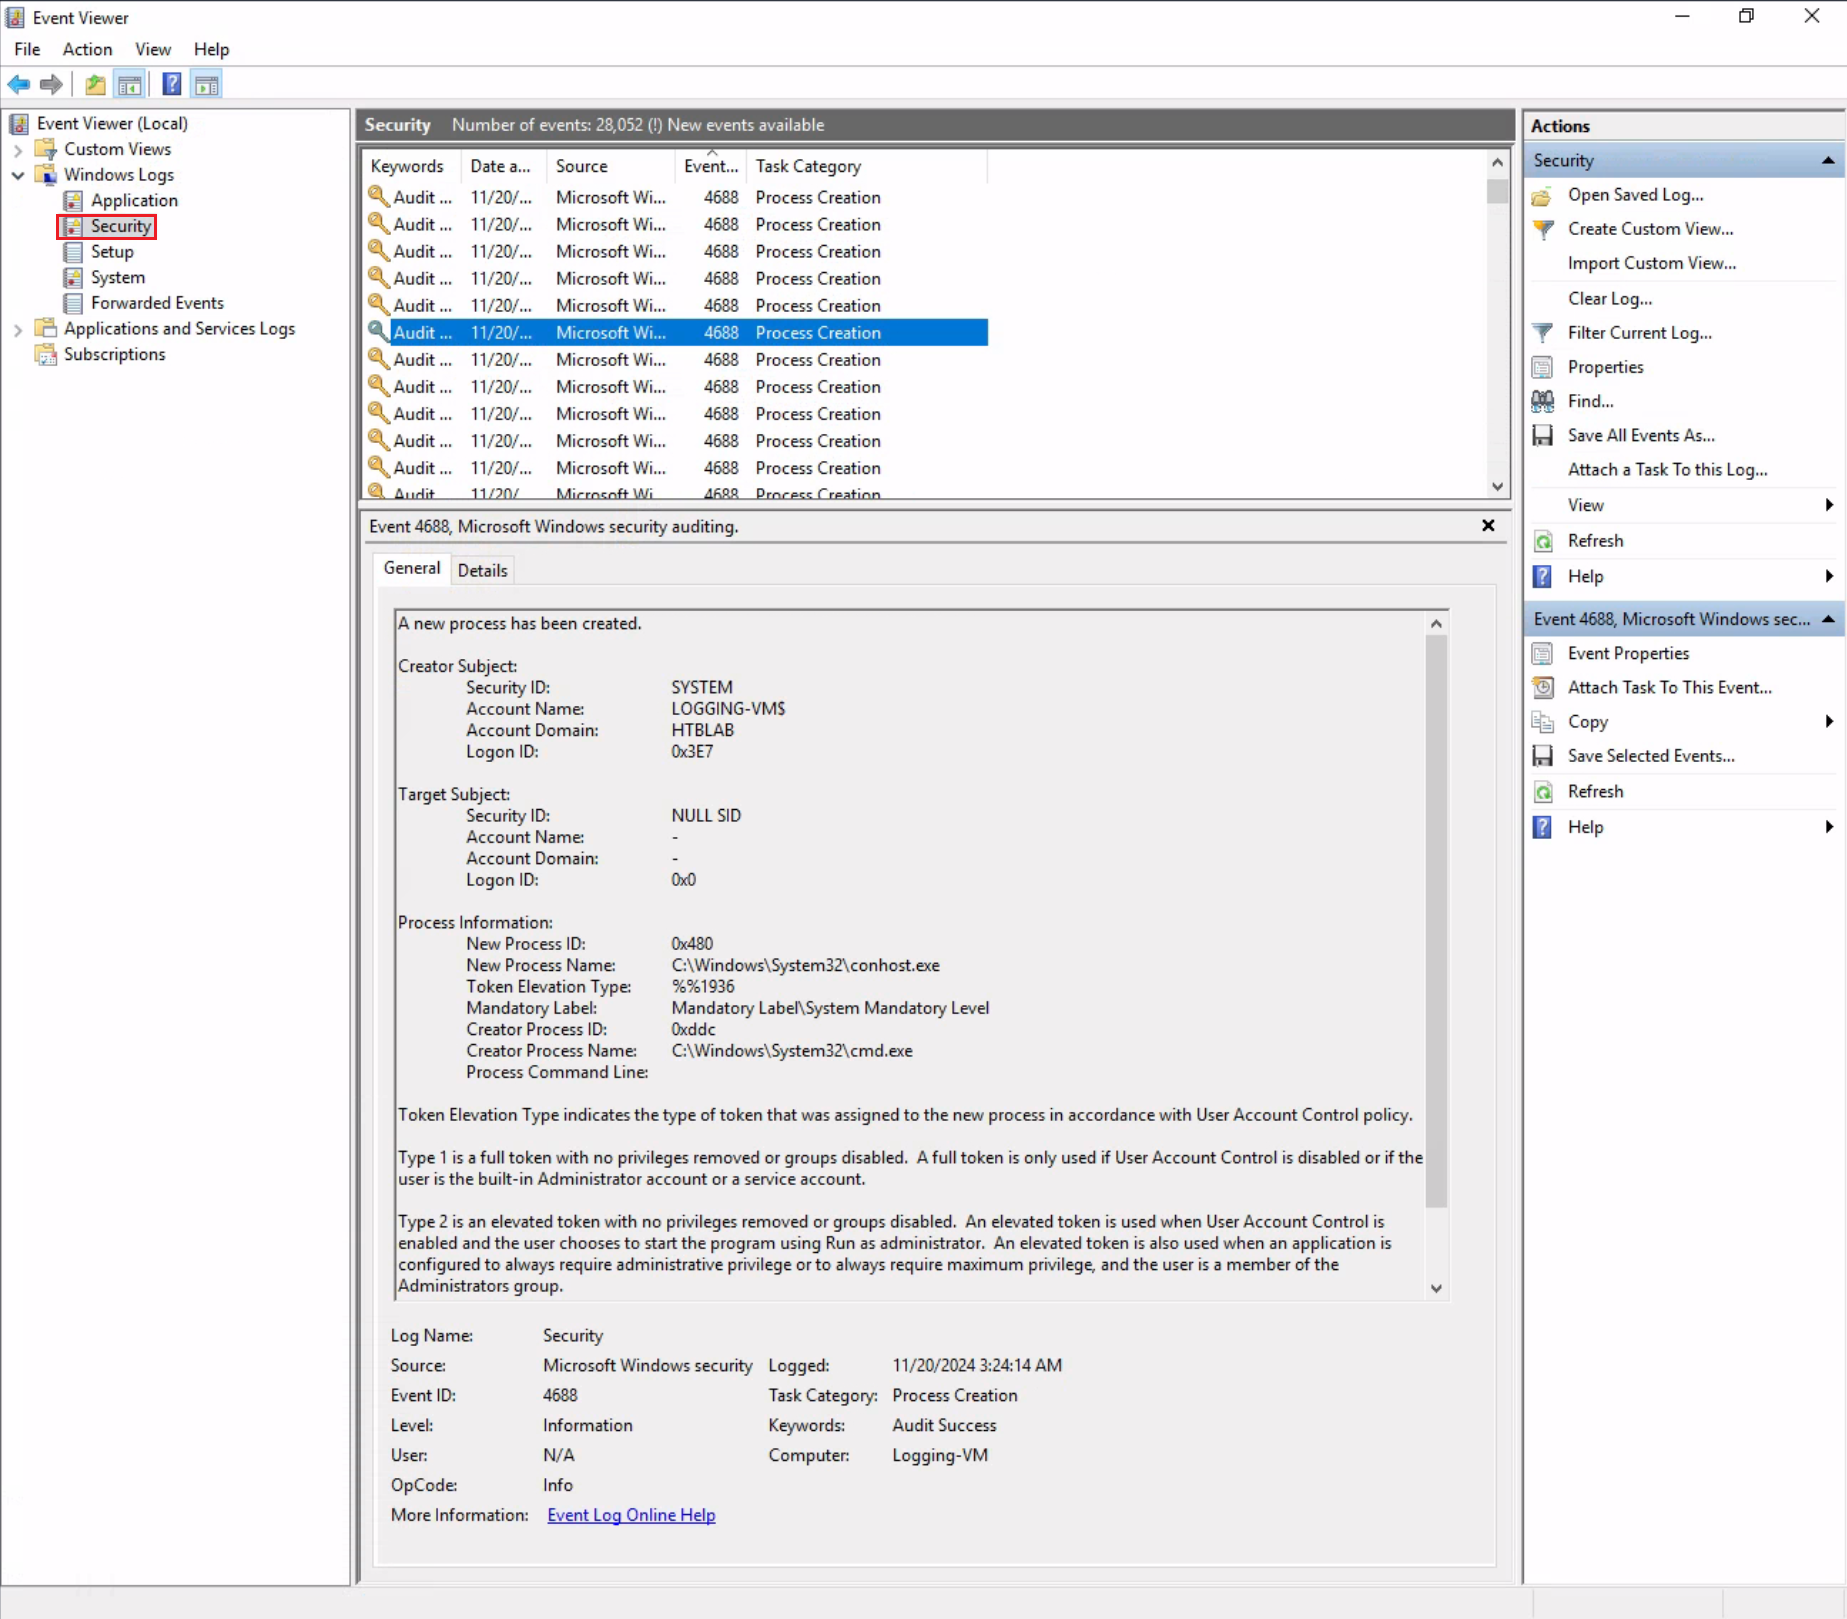 Event Viewer
File Action View Help
Event Viewer (Local)
Custom Views
Windows Logs
Application
Security
Setup
System
Forwarded Events
Applications and Services Logs
Subscriptions
Security Number of events: 28,052 (!) New events available
Keywords Date a... Source Event... Task Category
Audit ... 11/20/... Microsoft Wi... 4688 Process Creation
Audit ... 11/20/... Microsoft Wi... 4688 Process Creation
Audit ... 11/20/... Microsoft Wi... 4688 Process Creation
Audit ... 11/20/... Microsoft Wi... 4688 Process Creation
Audit ... 11/20/... Microsoft Wi... 4688 Process Creation
Audit ... 11/20/... Microsoft Wi... 4688 Process Creation
Audit ... 11/20/... Microsoft Wi... 4688 Process Creation
Audit ... 11/20/... Microsoft Wi... 4688 Process Creation
Audit ... 11/20/... Microsoft Wi... 4688 Process Creation
Audit ... 11/20/... Microsoft Wi... 4688 Process Creation
Audit ... 11/20/... Microsoft Wi... 4688 Process Creation
Audit 11/20/ Microsoft Wi 4688 Process Creation
Event 4688, Microsoft Windows security auditing.
General Details
A new process has been created.
Creator Subject:
Security ID: SYSTEM
Account Name: LOGGING-VM$
Account Domain: HTBLAB
Logon ID: 0x3E7
Target Subject:
Security ID: NULL SID
Account Name: -
Account Domain: -
Logon ID: 0x0
Process Information:
New Process ID: 0x480
New Process Name: C:\Windows\System32\conhost.exe
Token Elevation Type: %%1936
Mandatory Label: Mandatory Label\System Mandatory Level
Creator Process ID: 0xddc
Creator Process Name: C:\Windows\System32\cmd.exe
Process Command Line:
Token Elevation Type indicates the type of token that was assigned to the new process in accordance with User Account Control policy.
Type 1 is a full token with no privileges removed or groups disabled. A full token is only used if User Account Control is disabled or if the
user is the built-in Administrator account or a service account.
Type 2 is an elevated token with no privileges removed or groups disabled. An elevated token is used when User Account Control is
enabled and the user chooses to start the program using Run as administrator. An elevated token is also used when an application is
configured to always require administrative privilege or to always require maximum privilege, and the user is a member of the
Administrators group.
Log Name: Security
Source: Microsoft Windows security Logged: 11/20/2024 3:24:14 AM
Event ID: 4688 Task Category: Process Creation
Level: Information Keywords: Audit Success
User: N/A Computer: Logging-VM
OpCode: Info
More Information: Event Log Online Help
Actions
Security
Open Saved Log...
Create Custom View...
Import Custom View...
Clear Log...
Filter Current Log...
Properties
Find...
Save All Events As...
Attach a Task To this Log...
View
Refresh
Help
Event 4688, Microsoft Windows sec...
Event Properties
Attach Task To This Event...
Copy
Save Selected Events...
Refresh
Help